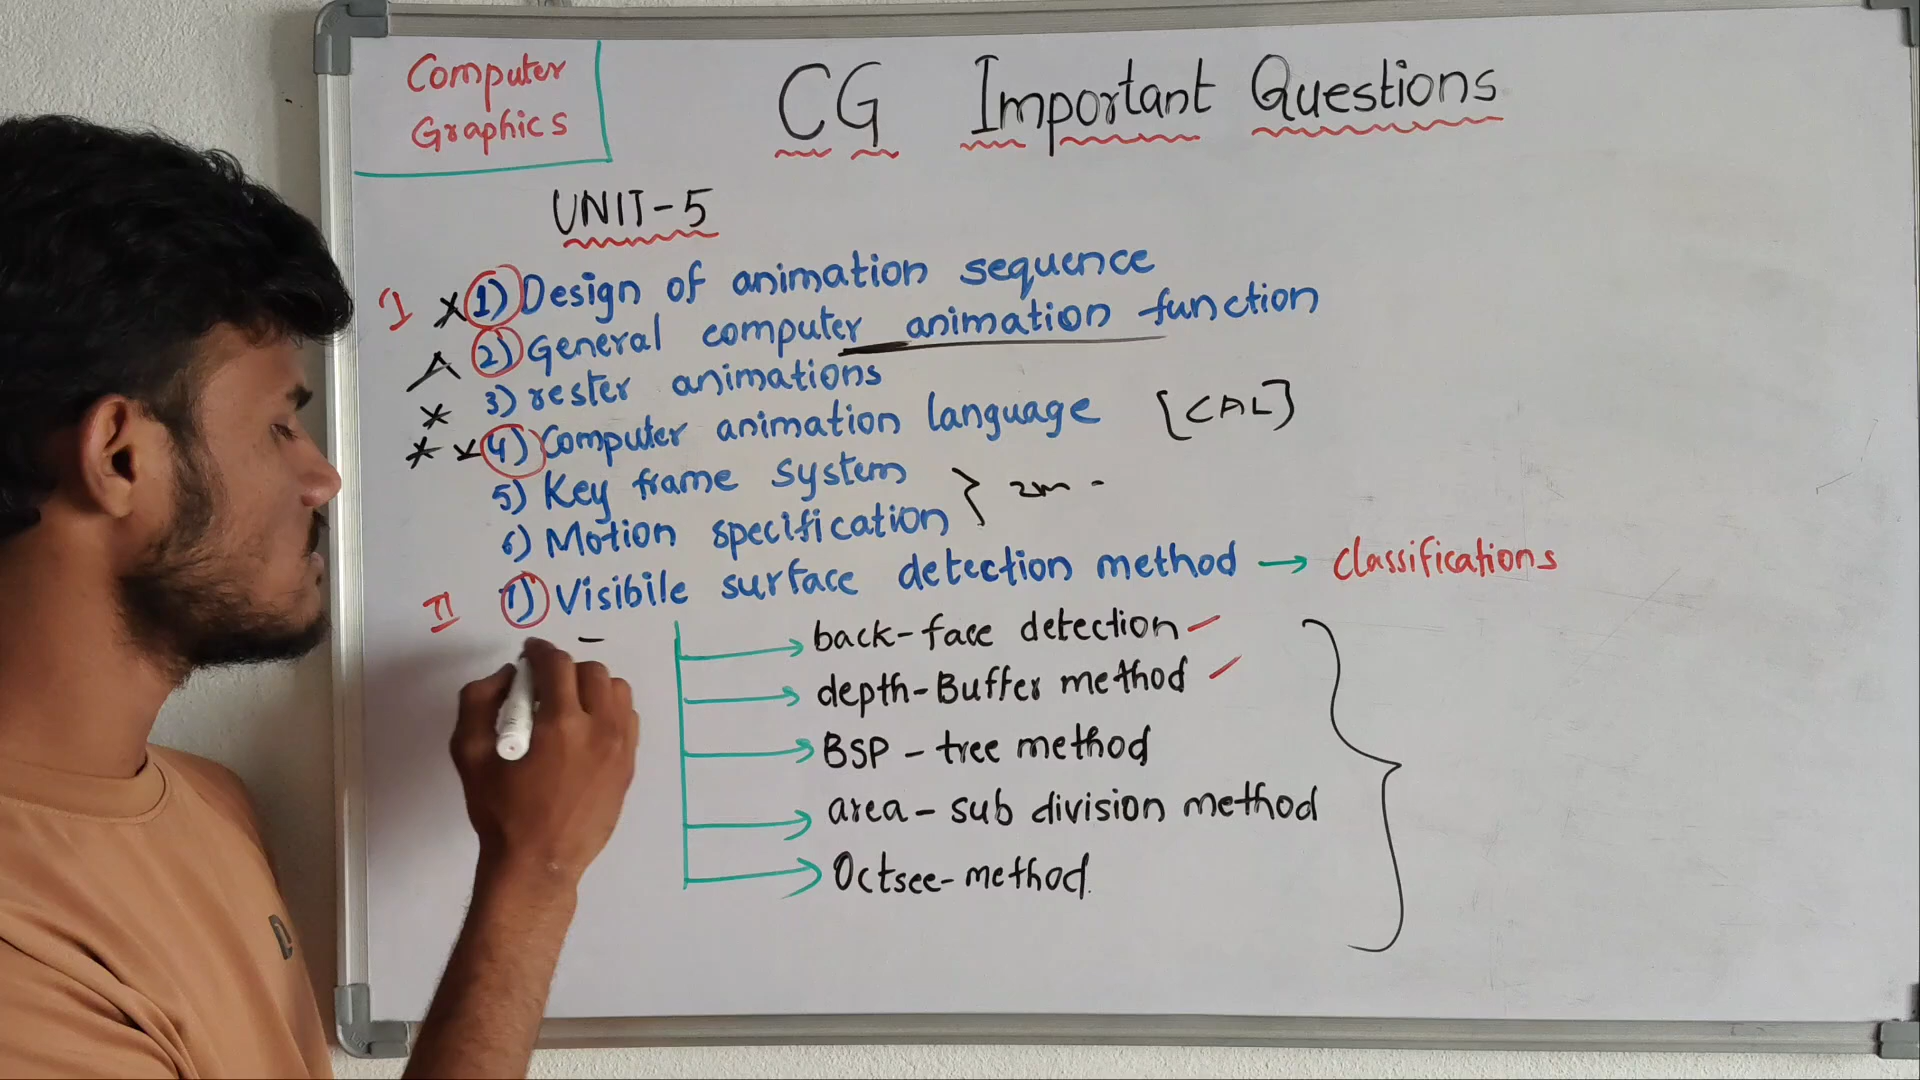 Computer
Graphics
CG Important Questions
UNIT-5
I 1) Design of animation sequence
2) General computer animation function
3) rester animations
4) Computer animation language [CAL]
5) Key frame system
6) Motion specification } 2m -
II 7) Visibile surface detection method → classifications
back-face detection
depth-Buffer method
BSP - tree method
area - sub division method
Octsee-method.